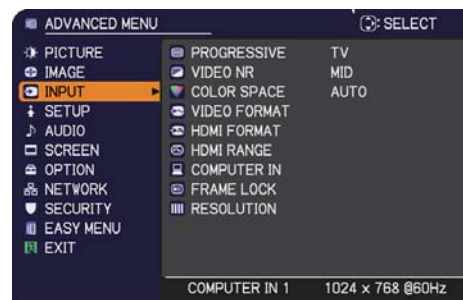 ADVANCED MENU : SELECT
PICTURE
IMAGE
INPUT
SETUP
AUDIO
SCREEN
OPTION
NETWORK
SECURITY
EASY MENU
EXIT
PROGRESSIVE TV
VIDEO NR MID
COLOR SPACE AUTO
VIDEO FORMAT
HDMI FORMAT
HDMI RANGE
COMPUTER IN
FRAME LOCK
RESOLUTION
COMPUTER IN 1 1024 x 768 @60Hz